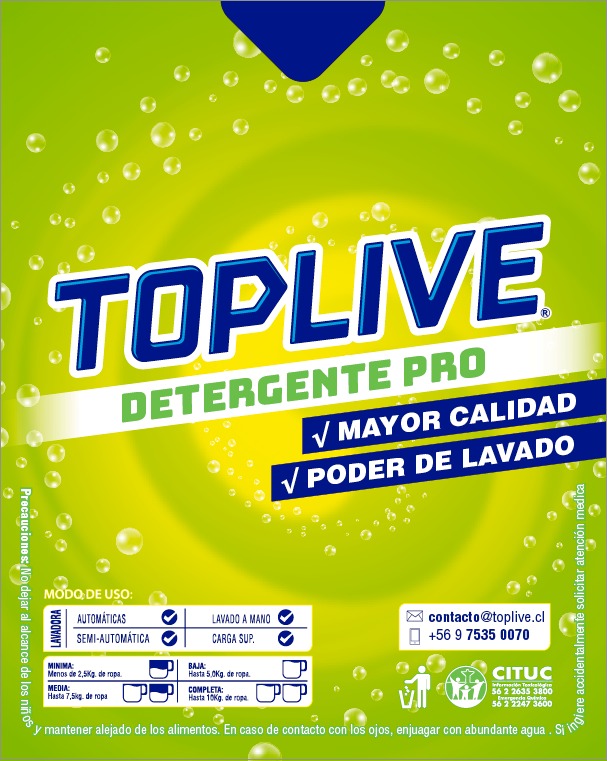 TOPLIVE®
DETERGENTE PRO
√ MAYOR CALIDAD
√ PODER DE LAVADO
MODO DE USO:
LAVADORA
AUTOMÁTICAS
LAVADO A MANO
SEMI-AUTOMÁTICA
CARGA SUP.
MINIMA:
Menos de 2,5Kg. de ropa.
BAJA:
Hasta 5,0Kg. de ropa.
MEDIA:
Hasta 7,5kg. de ropa.
COMPLETA:
Hasta 10Kg. de ropa.
contacto@toplive.cl
+56 9 7535 0070
CITUC
Información Toxicológica
56 2 2635 3800
Emergencia Química
56 2 2247 3600
Precauciones: No dejar al alcance de los niños y mantener alejado de los alimentos. En caso de contacto con los ojos, enjuagar con abundante agua . Si ingiere accidentalmente solicitar atención medica